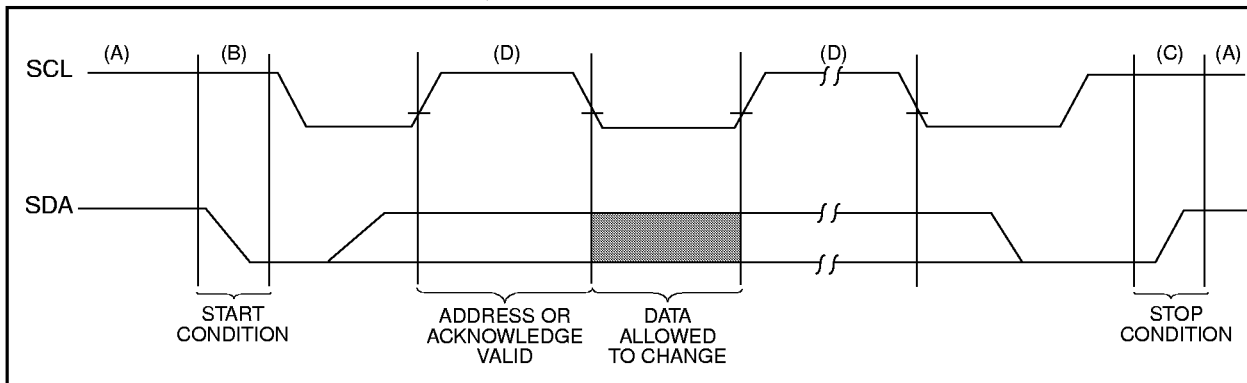 (A) (B) (D) (D) (C) (A)
SCL
SDA
START
CONDITION
ADDRESS OR
ACKNOWLEDGE
VALID
DATA
ALLOWED
TO CHANGE
STOP
CONDITION